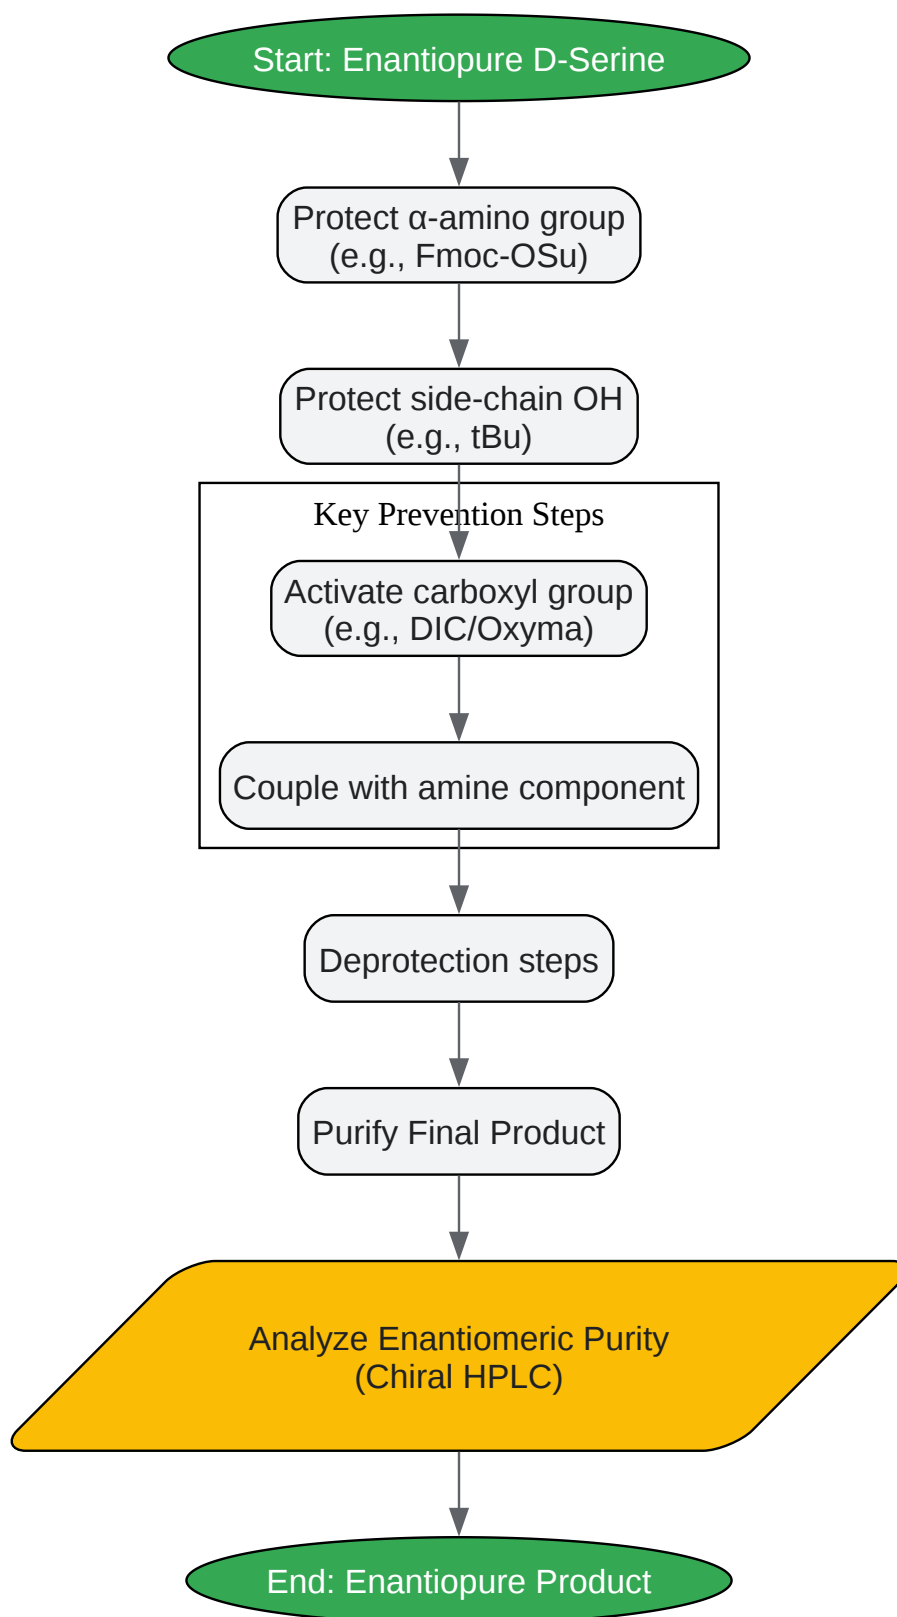 Start: Enantiopure D-Serine
Protect α-amino group
(e.g., Fmoc-OSu)
Protect side-chain OH
(e.g., tBu)
Key Prevention Steps
Activate carboxyl group
(e.g., DIC/Oxyma)
Couple with amine component
Deprotection steps
Purify Final Product
Analyze Enantiomeric Purity
(Chiral HPLC)
End: Enantiopure Product